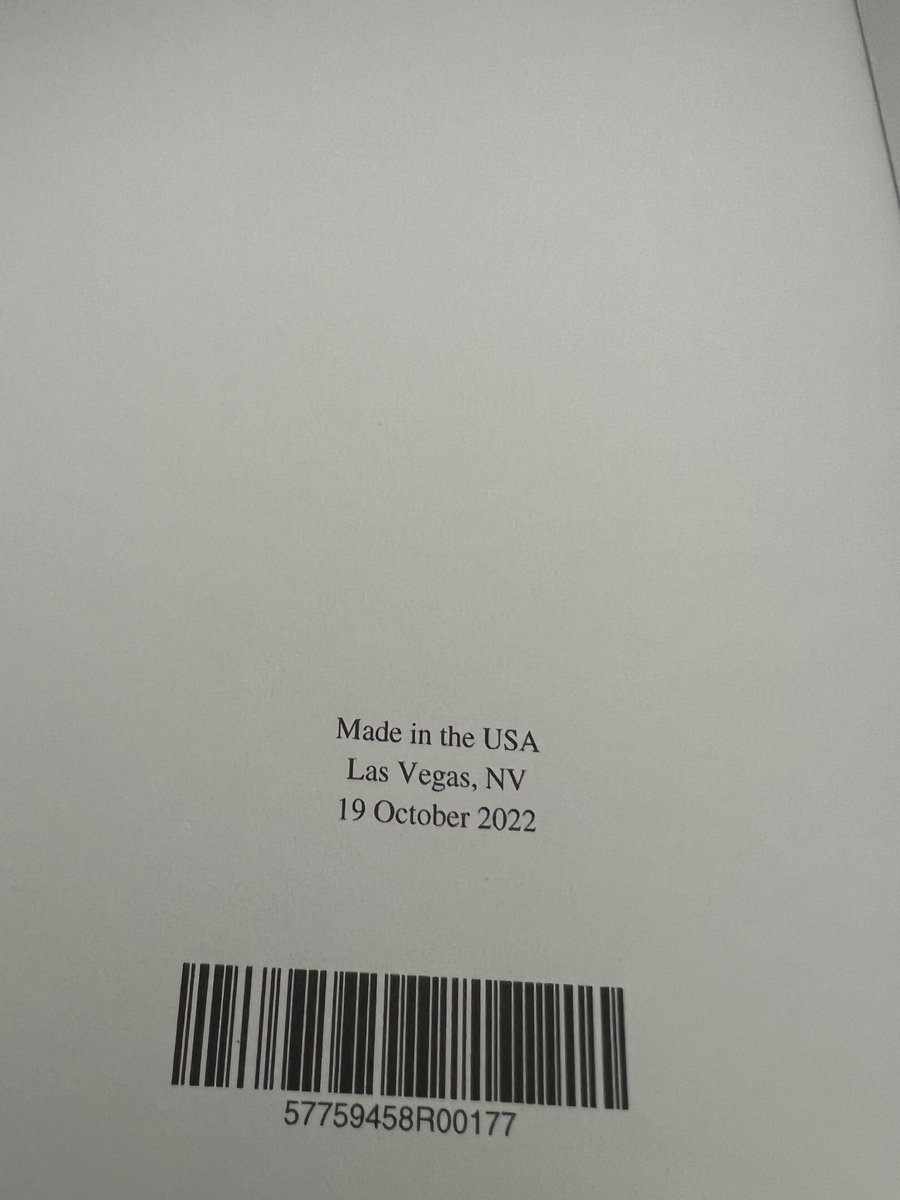 Made in the USA
Las Vegas, NV
19 October 2022
57759458R00177